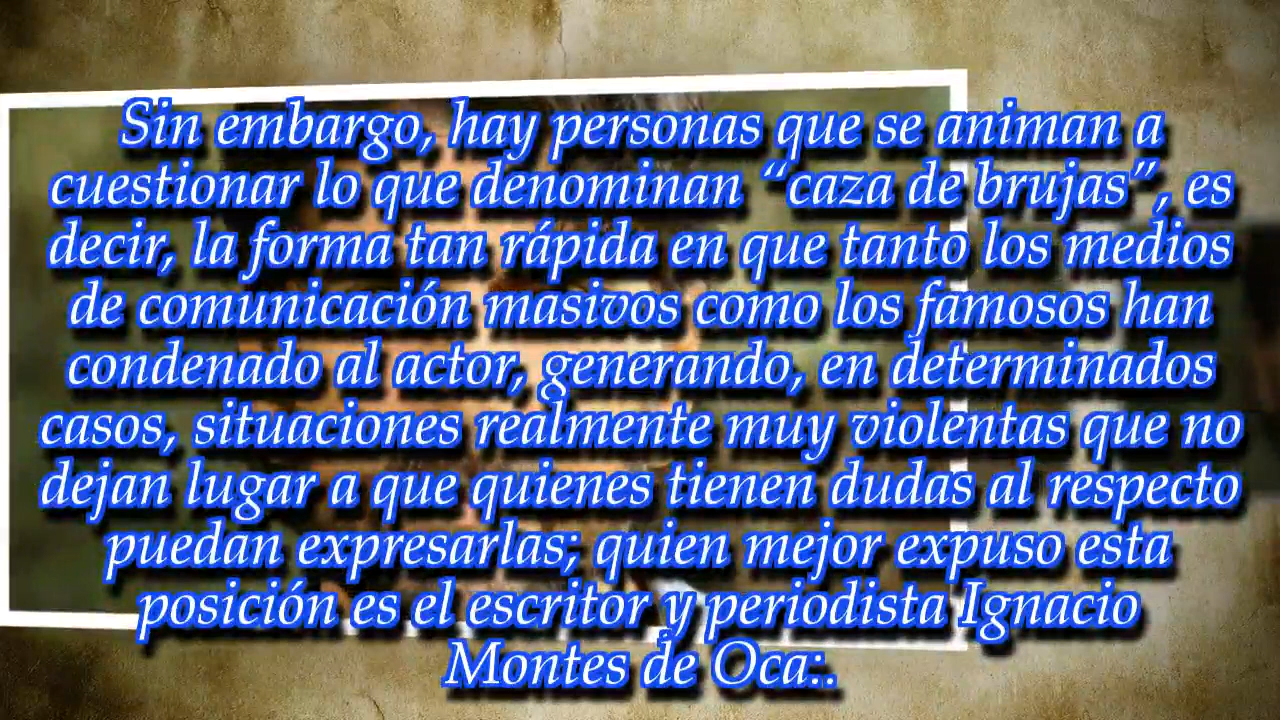 Sin embargo, hay personas que se animan a
cuestionar lo que denominan “caza de brujas”, es
decir, la forma tan rápida en que tanto los medios
de comunicación masivos como los famosos han
condenado al actor, generando, en determinados
casos, situaciones realmente muy violentas que no
dejan lugar a que quienes tienen dudas al respecto
puedan expresarlas; quien mejor expuso esta
posición es el escritor y periodista Ignacio
Montes de Oca:.